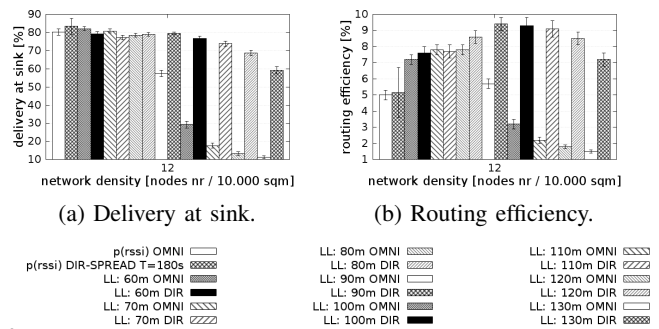 delivery at sink [%]
90
80
70
60
50
40
30
20
10
12
network density [nodes nr / 10.000 sqm]
(a) Delivery at sink.
Routing efficiency [%]
10
9
8
7
6
5
4
3
2
1
12
network density [nodes nr / 10.000 sqm]
(b) Routing efficiency.
p(rssi) OMNI
p(rssi) DIR-SPREAD T=180s
LL: 60m OMNI
LL: 60m DIR
LL: 70m OMNI
LL: 70m DIR
LL: 80m OMNI
LL: 80m DIR
LL: 90m OMNI
LL: 90m DIR
LL: 100m OMNI
LL: 100m DIR
LL: 110m OMNI
LL: 110m DIR
LL: 120m OMNI
LL: 120m DIR
LL: 130m OMNI
LL: 130m DIR